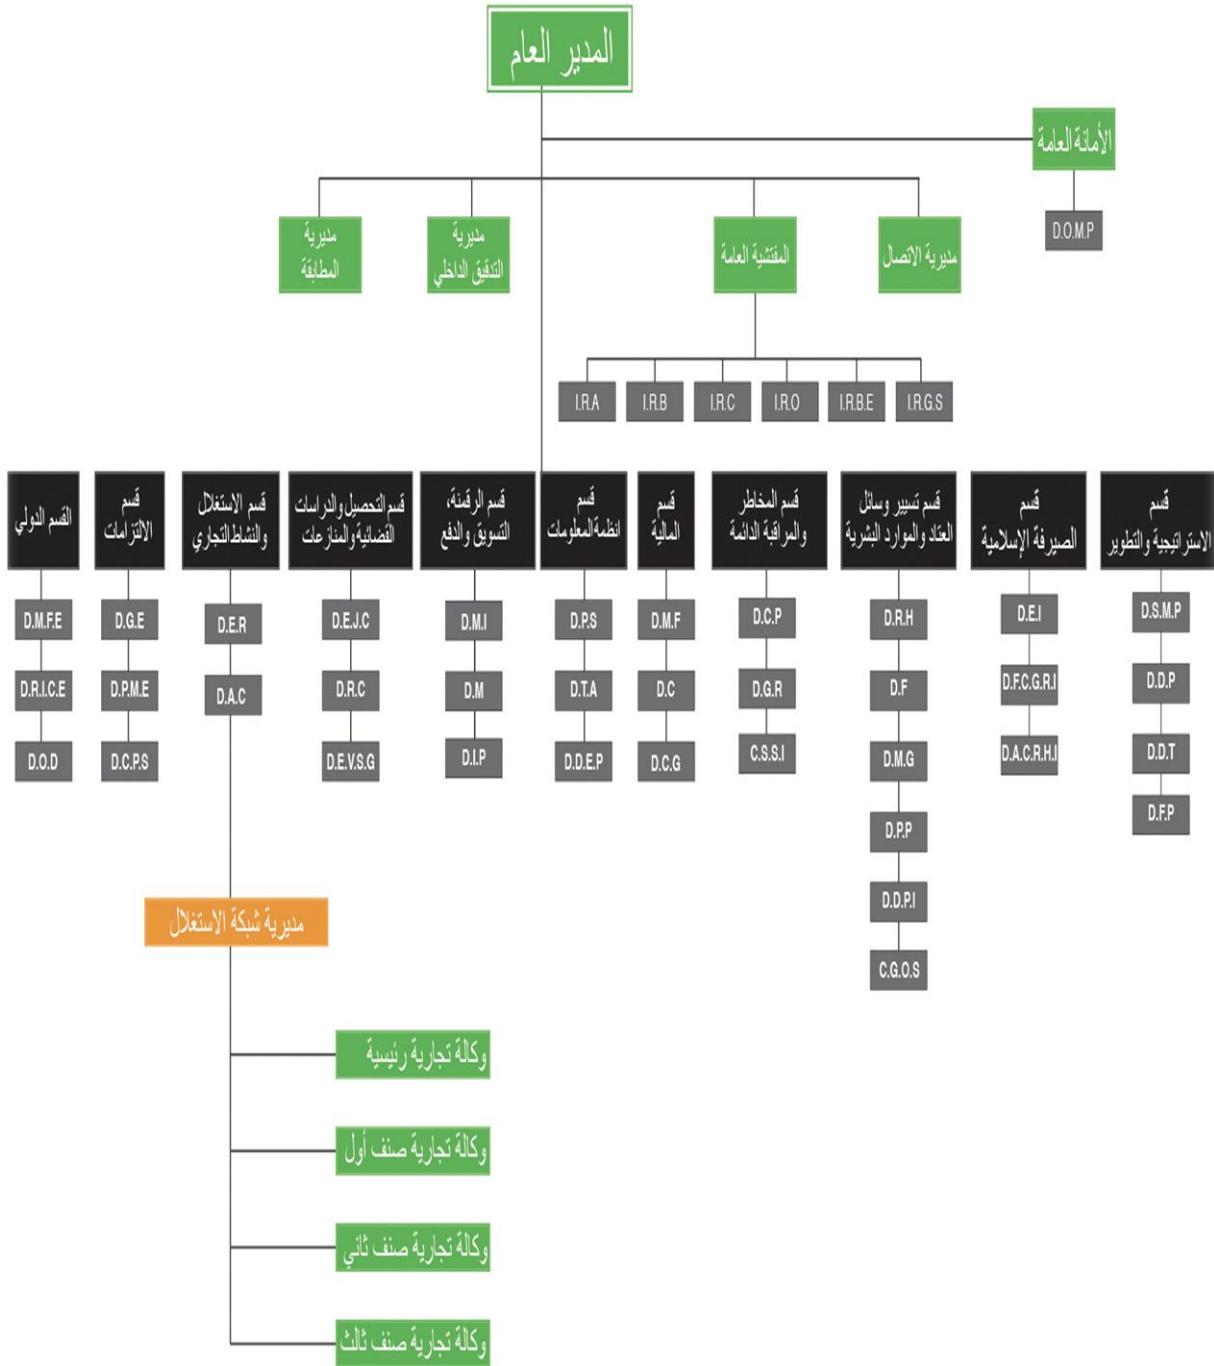 المدير العام
الأمانة العامة
D.O.M.P
مديرية الاتصال
المفتشية العامة
مديرية
التدقيق الداخلي
مديرية
المطابقة
I.R.A
I.R.B
I.R.C
I.R.O
I.R.B.E
I.R.G.S
قسم
الاستراتيجية والتطوير
D.S.M.P
D.D.P
D.D.T
D.F.P
قسم
الصيرفة الإسلامية
D.E.I
D.F.C.G.R.I
D.A.C.R.H.I
قسم تسيير وسائل
العتاد والموارد البشرية
D.R.H
D.F
D.M.G
D.P.P
D.D.P.I
C.G.O.S
قسم المخاطر
والمراقبة الدائمة
D.C.P
D.G.R
C.S.S.I
قسم
المالية
D.M.F
D.C
D.C.G
قسم
انظمة المعلومات
D.P.S
D.T.A
D.D.E.P
قسم الرقمنة،
التسويق والدفع
D.M.I
D.M
D.I.P
قسم التحصيل والدراسات
القضائية والمنازعات
D.E.J.C
D.R.C
D.E.V.S.G
قسم الاستغلال
والنشاط التجاري
D.E.R
D.A.C
قسم
الالتزامات
D.G.E
D.P.M.E
D.C.P.S
القسم الدولي
D.M.F.E
D.R.I.C.E
D.O.D
مديرية شبكة الاستغلال
وكالة تجارية رئيسية
وكالة تجارية صنف أول
وكالة تجارية صنف ثاني
وكالة تجارية صنف ثالث